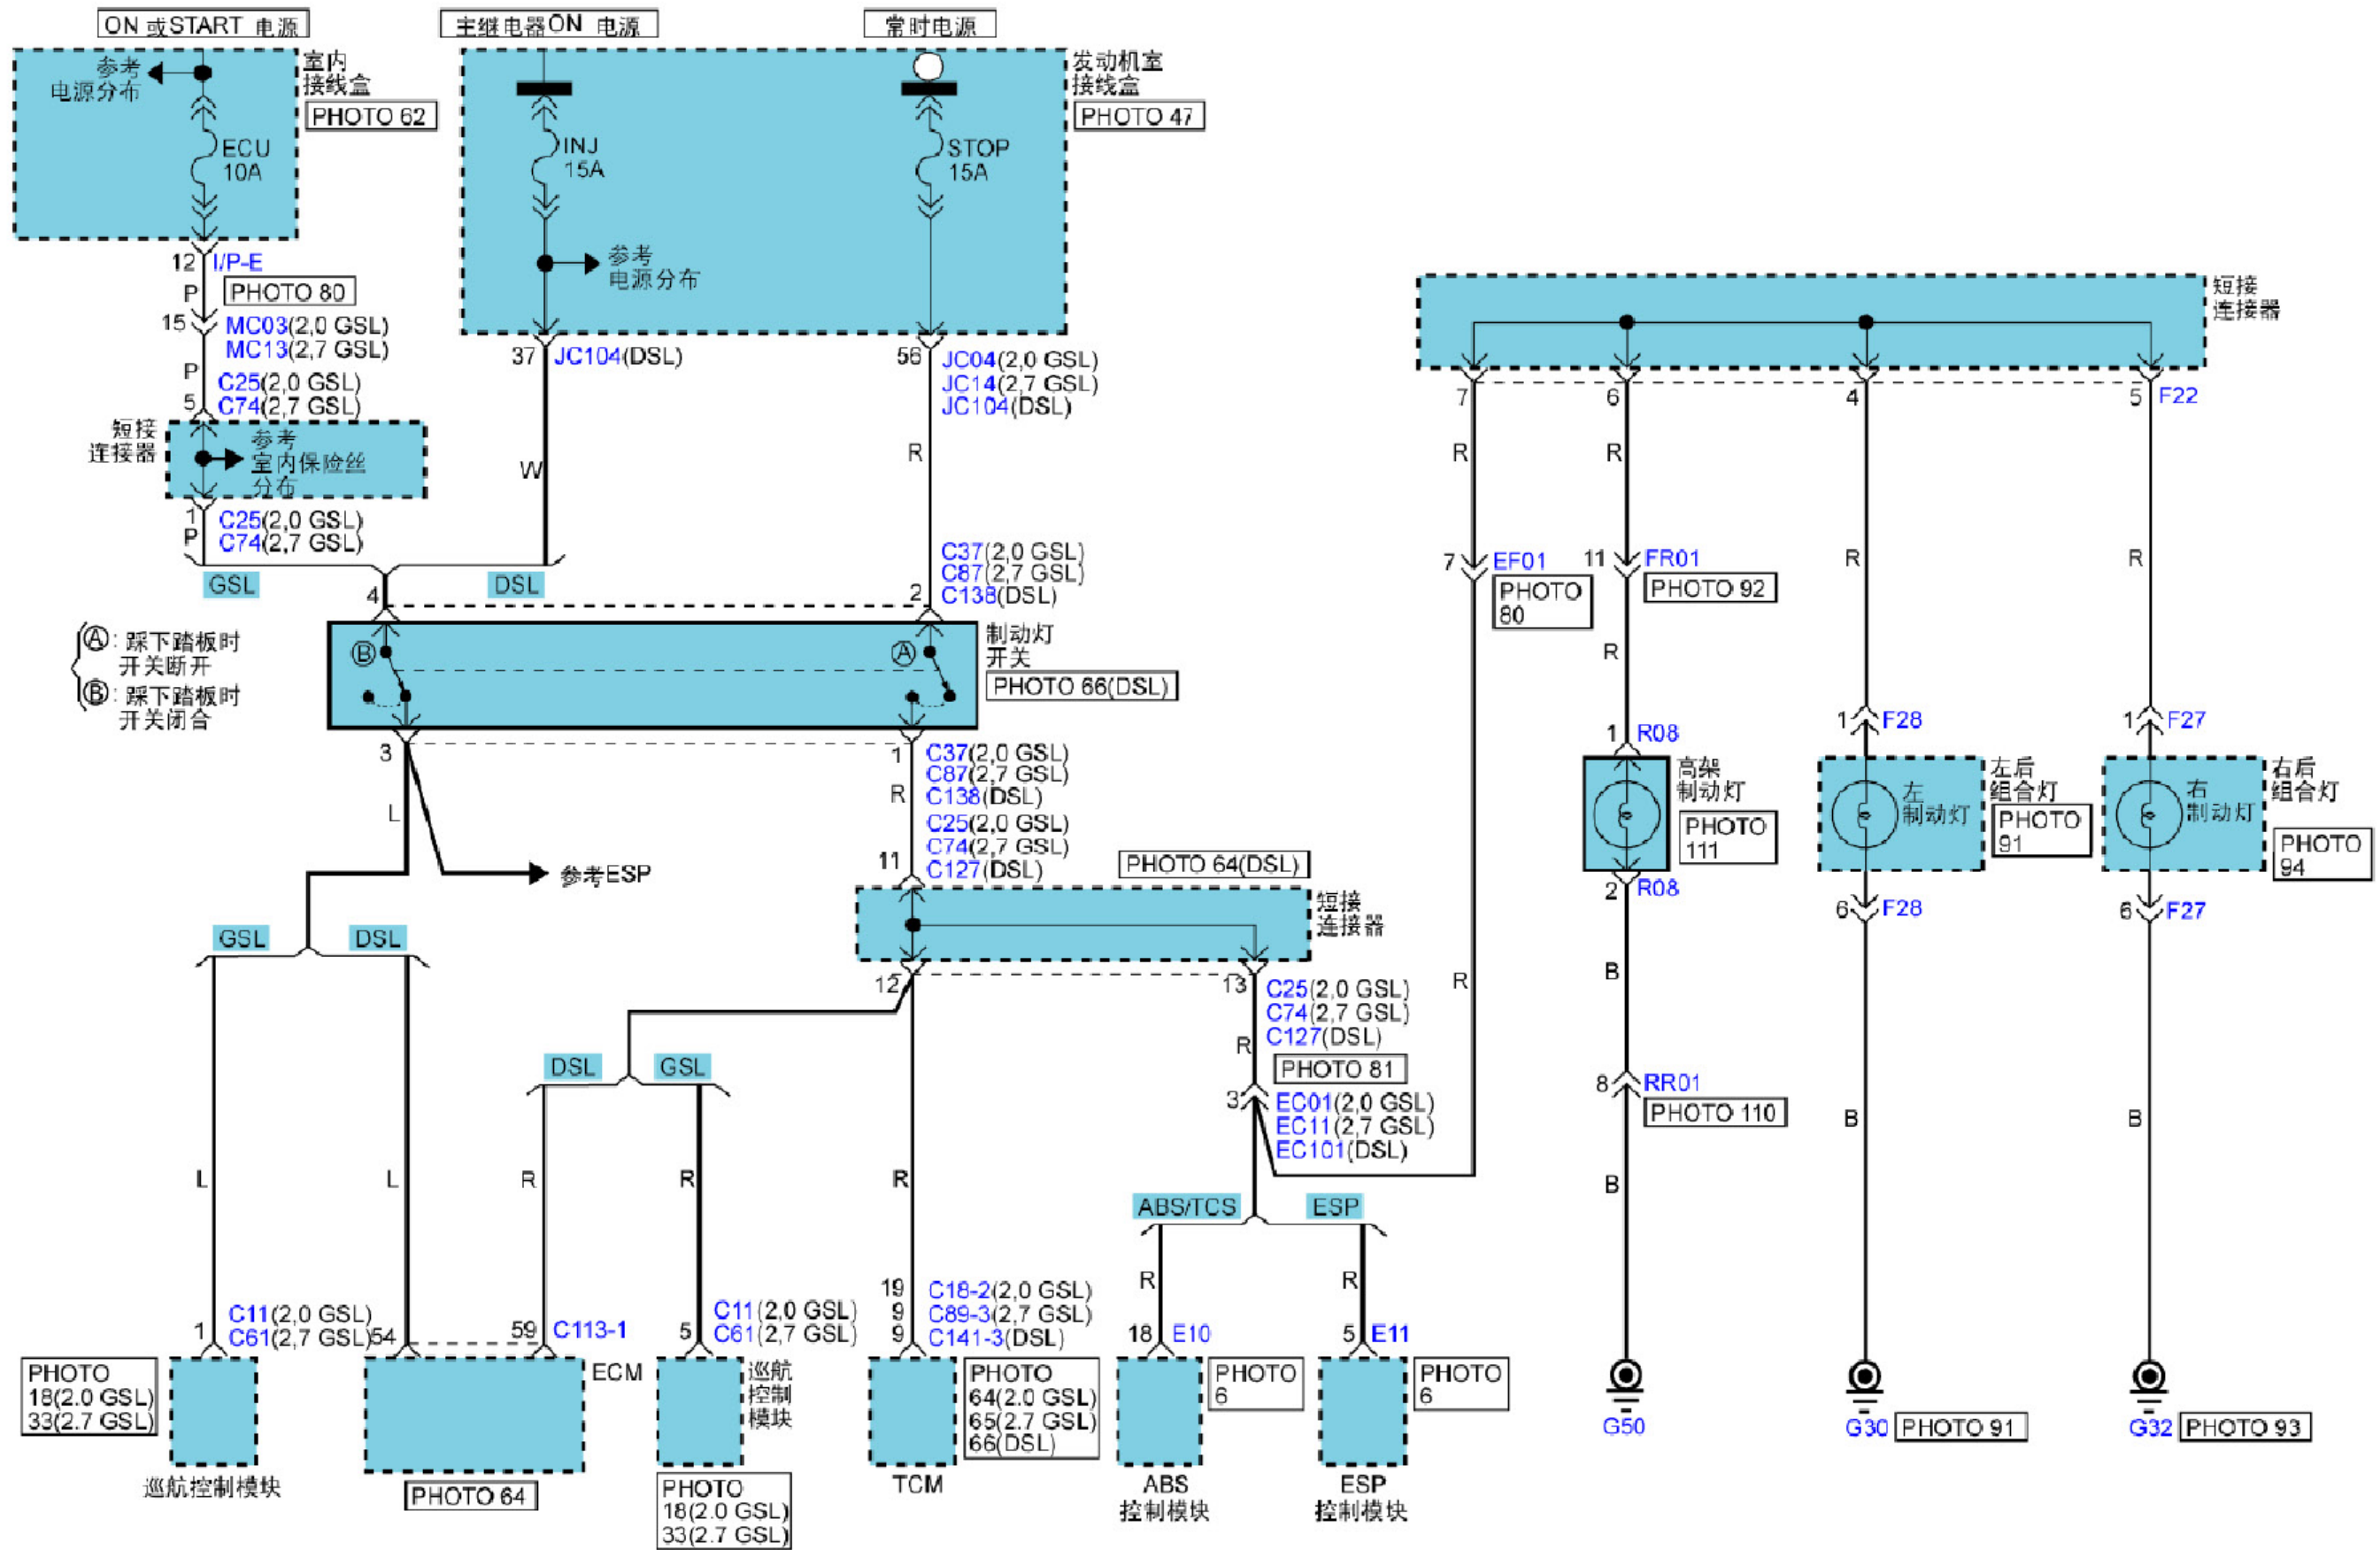 ON 或START 电源
主继电器ON 电源
常时电源
参考
电源分布
室内
接线盒
PHOTO 62
ECU
10A
INJ
15A
STOP
15A
发动机室
接线盒
PHOTO 47
参考
电源分布
12 I/P-E
P
PHOTO 80
15
MC03(2,0 GSL)
MC13(2,7 GSL)
P
C25(2,0 GSL)
5 C74(2,7 GSL)
短接
连接器
参考
室内保险丝
分布
1
C25(2,0 GSL)
P
C74(2,7 GSL)
GSL
DSL
37 JC104(DSL)
W
56
JC04(2,0 GSL)
JC14(2,7 GSL)
JC104(DSL)
R
C37(2,0 GSL)
C87(2,7 GSL)
C138(DSL)
4
2
Ⓐ: 踩下踏板时
开关断开
Ⓑ: 踩下踏板时
开关闭合
Ⓑ
Ⓐ
制动灯
开关
PHOTO 66(DSL)
3
1
C37(2,0 GSL)
C87(2,7 GSL)
C138(DSL)
R
L
C25(2,0 GSL)
C74(2,7 GSL)
C127(DSL)
11
参考ESP
PHOTO 64(DSL)
短接
连接器
GSL
DSL
12
13
C25(2,0 GSL)
C74(2,7 GSL)
C127(DSL)
R
PHOTO 81
3
EC01(2,0 GSL)
EC11(2,7 GSL)
EC101(DSL)
DSL
GSL
L
L
R
R
R
ABS/TCS
ESP
R
R
1
C11(2,0 GSL)
C61(2,7 GSL)
54
59 C113-1
5
C11(2,0 GSL)
C61(2,7 GSL)
19 C18-2(2,0 GSL)
9 C89-3(2,7 GSL)
9 C141-3(DSL)
18 E10
5 E11
PHOTO
18(2.0 GSL)
33(2.7 GSL)
巡航控制模块
ECM
PHOTO 64
巡航
控制
模块
PHOTO
18(2.0 GSL)
33(2.7 GSL)
TCM
PHOTO
64(2.0 GSL)
65(2.7 GSL)
66(DSL)
ABS
控制模块
PHOTO
6
ESP
控制模块
PHOTO
6
短接
连接器
7
6
4
5 F22
R
R
R
R
7 EF01
PHOTO
80
11 FR01
PHOTO 92
R
R
1 R08
1 F28
1 F27
高架
制动灯
PHOTO
111
左
制动灯
左后
组合灯
PHOTO
91
右
制动灯
右后
组合灯
PHOTO
94
2 R08
6 F28
6 F27
B
8 RR01
PHOTO 110
B
B
B
G50
G30 PHOTO 91
G32 PHOTO 93